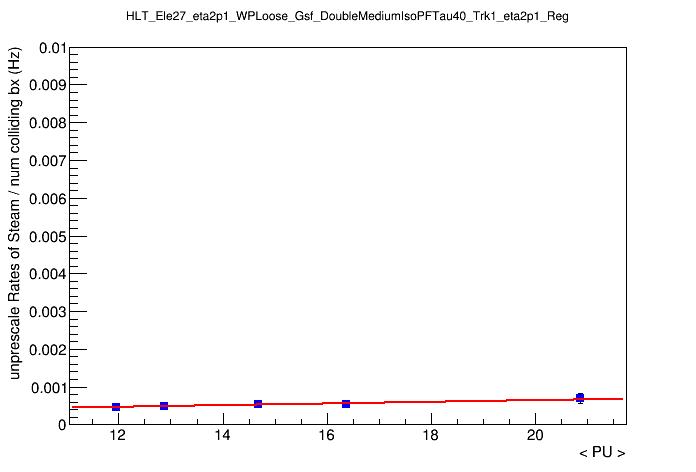 HLT_Ele27_eta2p1_WPLoose_Gsf_DoubleMediumIsoPFTau40_Trk1_eta2p1_Reg
unprescale Rates of Steam / num colliding bx (Hz)
0.01
0.009
0.008
0.007
0.006
0.005
0.004
0.003
0.002
0.001
0
12 14 16 18 20
< PU >